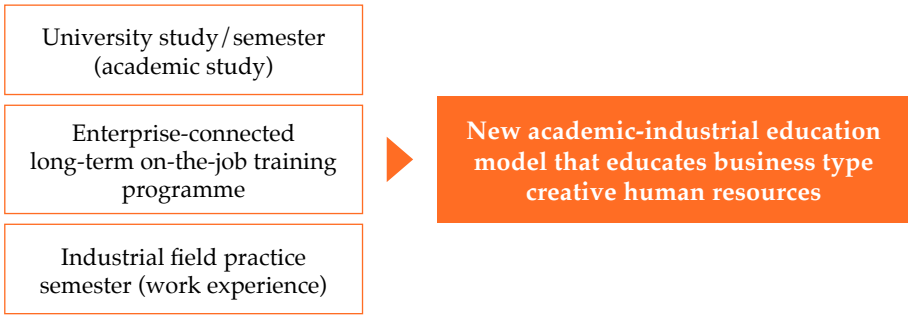 University study/semester
(academic study)
Enterprise-connected
long-term on-the-job training
programme
Industrial field practice
semester (work experience)
New academic-industrial education
model that educates business type
creative human resources